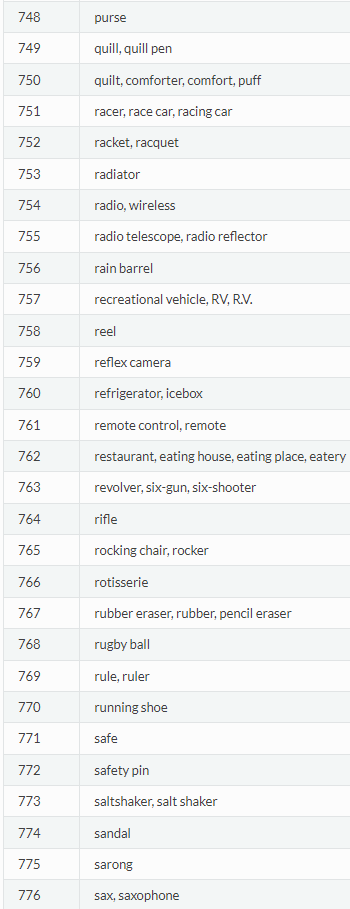 748 purse
749 quill, quill pen
750 quilt, comforter, comfort, puff
751 racer, race car, racing car
752 racket, racquet
753 radiator
754 radio, wireless
755 radio telescope, radio reflector
756 rain barrel
757 recreational vehicle, RV, R.V.
758 reel
759 reflex camera
760 refrigerator, icebox
761 remote control, remote
762 restaurant, eating house, eating place, eatery
763 revolver, six-gun, six-shooter
764 rifle
765 rocking chair, rocker
766 rotisserie
767 rubber eraser, rubber, pencil eraser
768 rugby ball
769 rule, ruler
770 running shoe
771 safe
772 safety pin
773 saltshaker, salt shaker
774 sandal
775 sarong
776 sax, saxophone